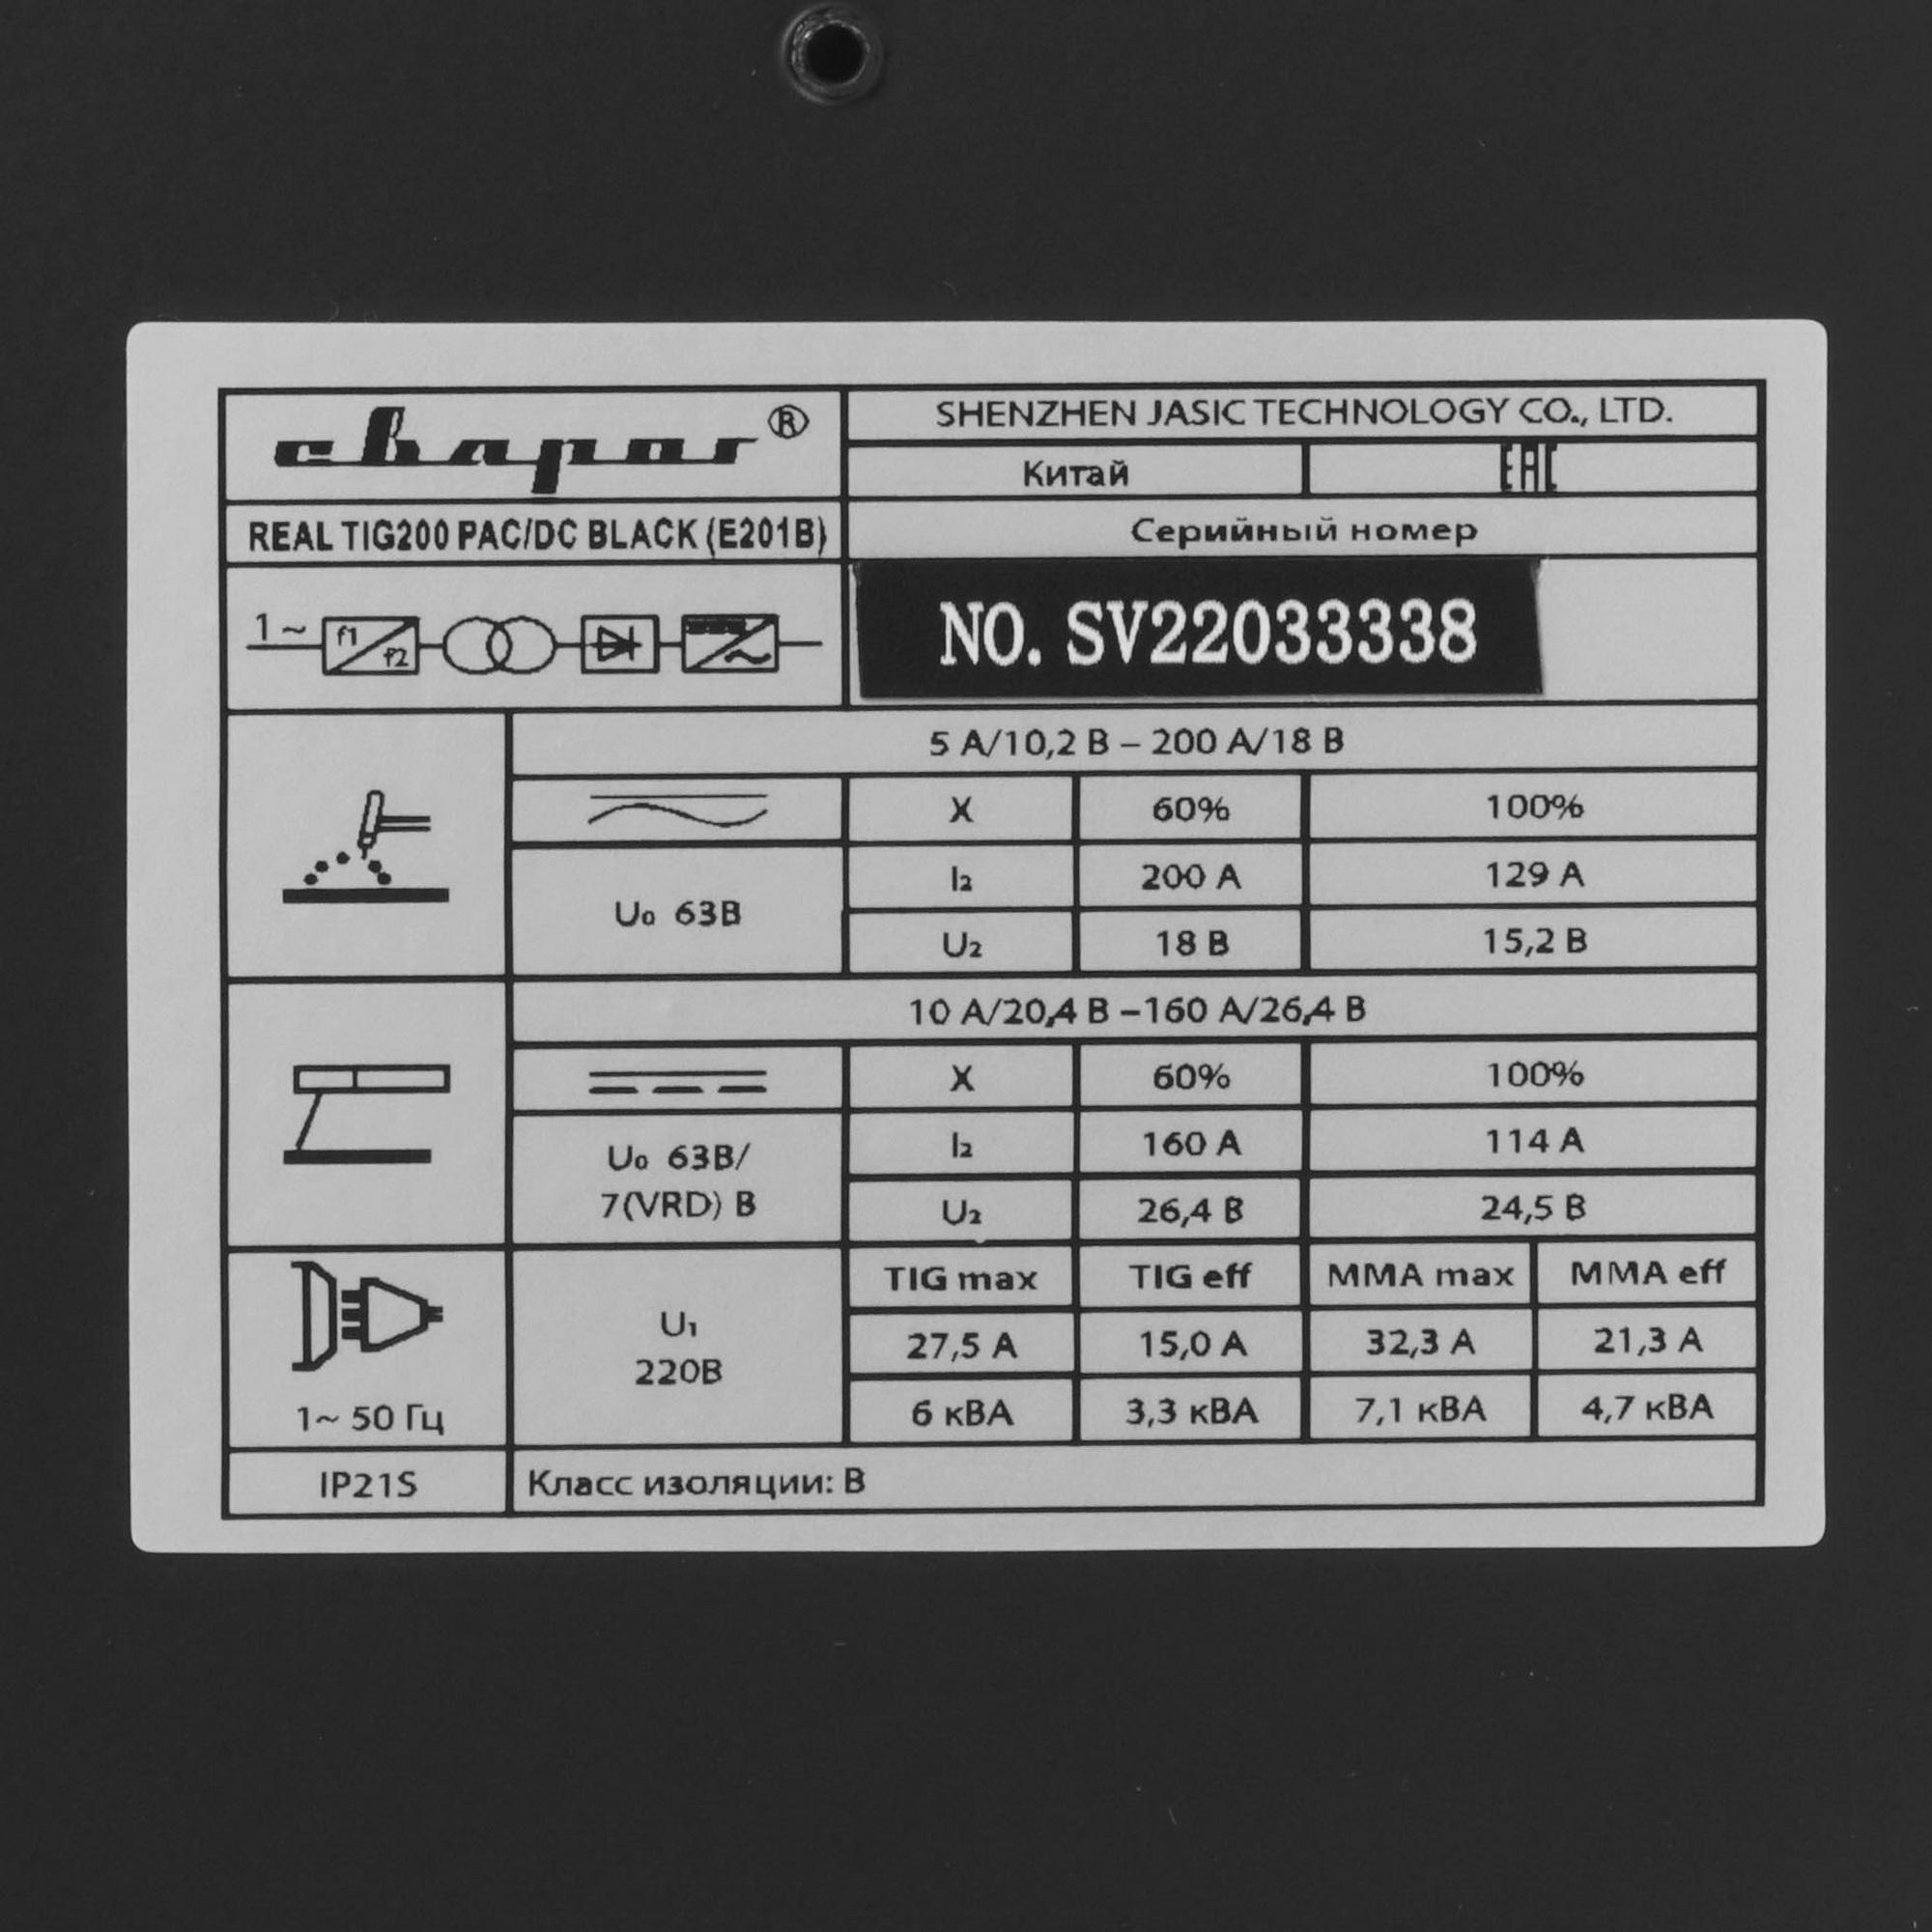 сварог®
SHENZHEN JASIC TECHNOLOGY CO., LTD.
Китай
EAC
REAL TIG200 PAC/DC BLACK (E201B)
Серийный номер
1~ f1 f2
NO. SV22033338
5 А/10,2 В – 200 А/18 В
X 60% 100%
I₂ 200 А 129 А
U₀ 63В
U₂ 18 В 15,2 В
10 А/20,4 В –160 А/26,4 В
X 60% 100%
I₂ 160 А 114 А
U₀ 63В/
7(VRD) В
U₂ 26,4 В 24,5 В
TIG max TIG eff MMA max MMA eff
U₁
220В
27,5 А 15,0 А 32,3 А 21,3 А
1~ 50 Гц
6 кВА 3,3 кВА 7,1 кВА 4,7 кВА
IP21S Класс изоляции: В